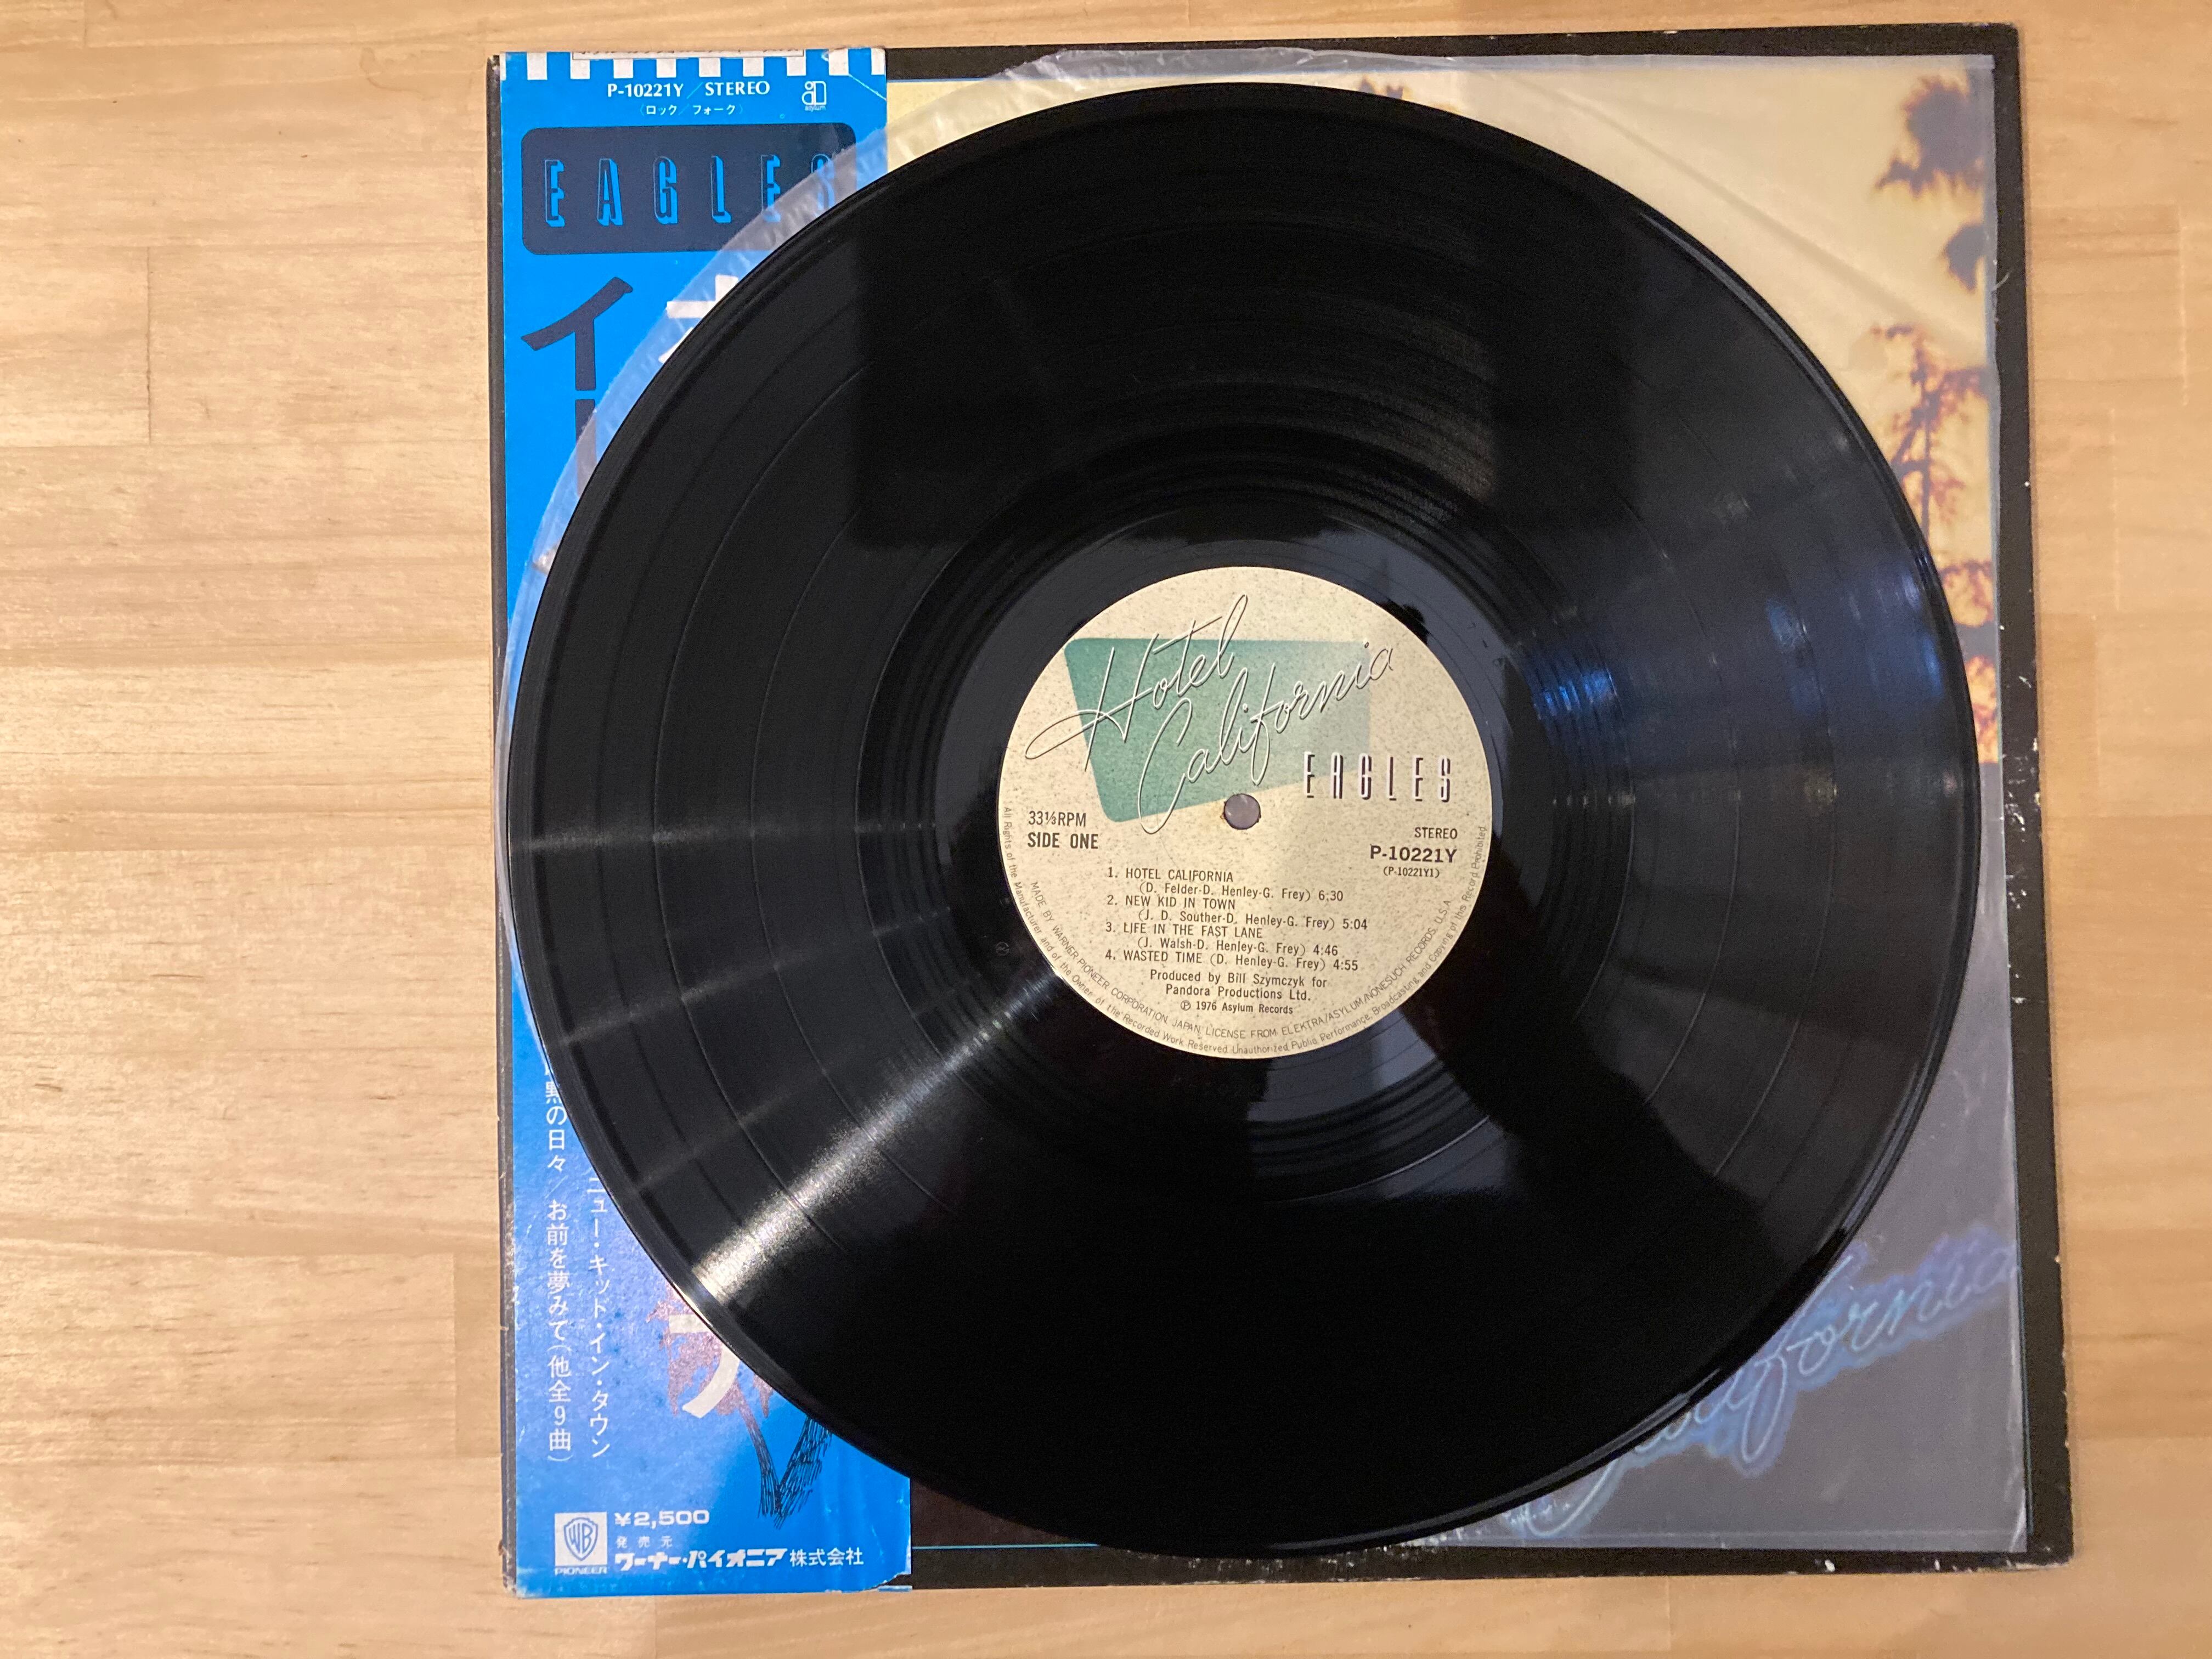 P-10221Y／STEREO
（ロック／フォーク）
asylum
EAGLES
イー
の日々／お前を夢みて（他全9曲）
ニュー・キッド・イン・タウン
WB
PIONEER
¥2,500
発売元
ワーナー・パイオニア株式会社
Hotel
California
EAGLES
33⅓RPM
SIDE ONE
STEREO
P-10221Y
(P-10221Y1)
1. HOTEL CALIFORNIA
(D. Felder-D. Henley-G. Frey) 6:30
2. NEW KID IN TOWN
(J. D. Souther-D. Henley-G. Frey) 5:04
3. LIFE IN THE FAST LANE
(J. Walsh-D. Henley-G. Frey) 4:46
4. WASTED TIME (D. Henley-G. Frey) 4:55
Produced by Bill Szymczyk for
Pandora Productions Ltd.
Ⓟ 1976 Asylum Records
MADE BY WARNER-PIONEER CORPORATION, JAPAN, LICENSE FROM ELEKTRA/ASYLUM/NONESUCH RECORDS, U.S.A.
All Rights of the Manufacturer and of the Owner of the Recorded Work Reserved Unauthorized Public Performance Broadcasting and Copying of this Record Prohibited
California